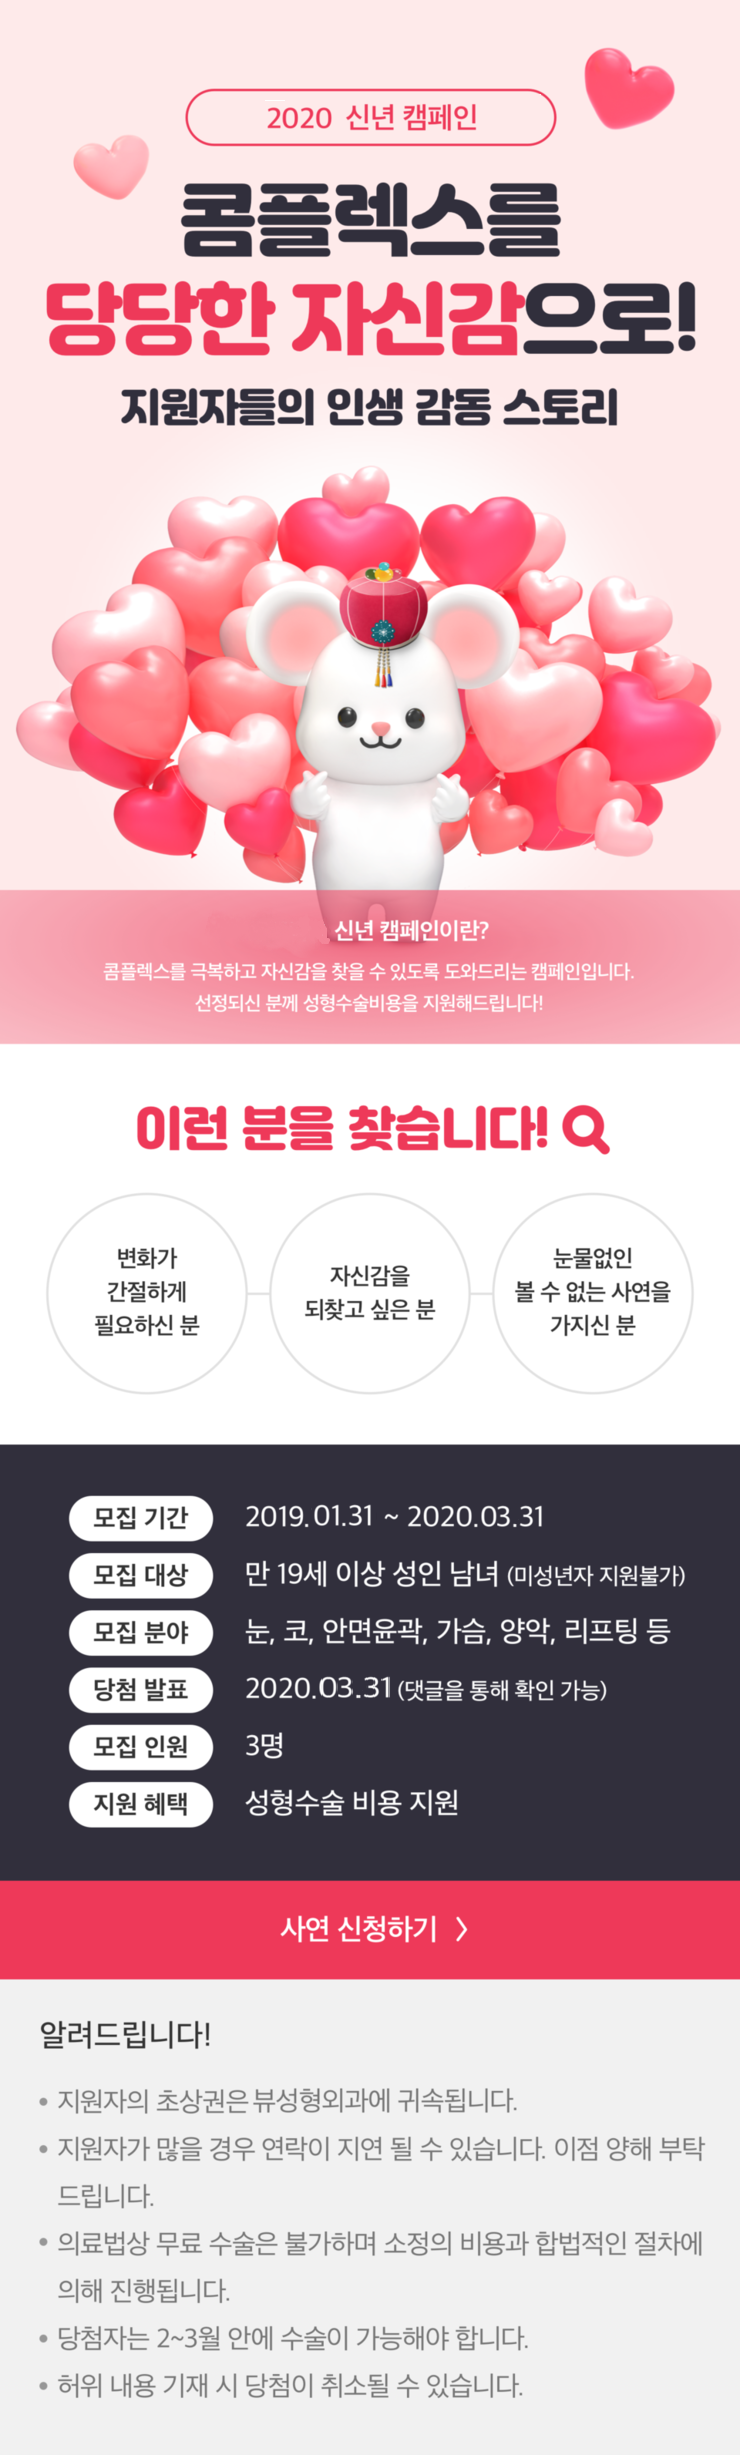 2020 신년 캠페인
콤플렉스를
당당한 자신감으로!
지원자들의 인생 감동 스토리
신년 캠페인이란?
콤플렉스를 극복하고 자신감을 찾을 수 있도록 도와드리는 캠페인입니다.
선정되신 분께 성형수술비용을 지원해드립니다!
이런 분을 찾습니다!
변화가
간절하게
필요하신 분
자신감을
되찾고 싶은 분
눈물없인
볼 수 없는 사연을
가지신 분
모집 기간 2019.01.31 ~ 2020.03.31
모집 대상 만 19세 이상 성인 남녀 (미성년자 지원불가)
모집 분야 눈, 코, 안면윤곽, 가슴, 양악, 리프팅 등
당첨 발표 2020.03.31 (댓글을 통해 확인 가능)
모집 인원 3명
지원 혜택 성형수술 비용 지원
사연 신청하기 >
알려드립니다!
• 지원자의 초상권은 뷰성형외과에 귀속됩니다.
• 지원자가 많을 경우 연락이 지연 될 수 있습니다. 이점 양해 부탁
드립니다.
• 의료법상 무료 수술은 불가하며 소정의 비용과 합법적인 절차에
의해 진행됩니다.
• 당첨자는 2~3월 안에 수술이 가능해야 합니다.
• 허위 내용 기재 시 당첨이 취소될 수 있습니다.